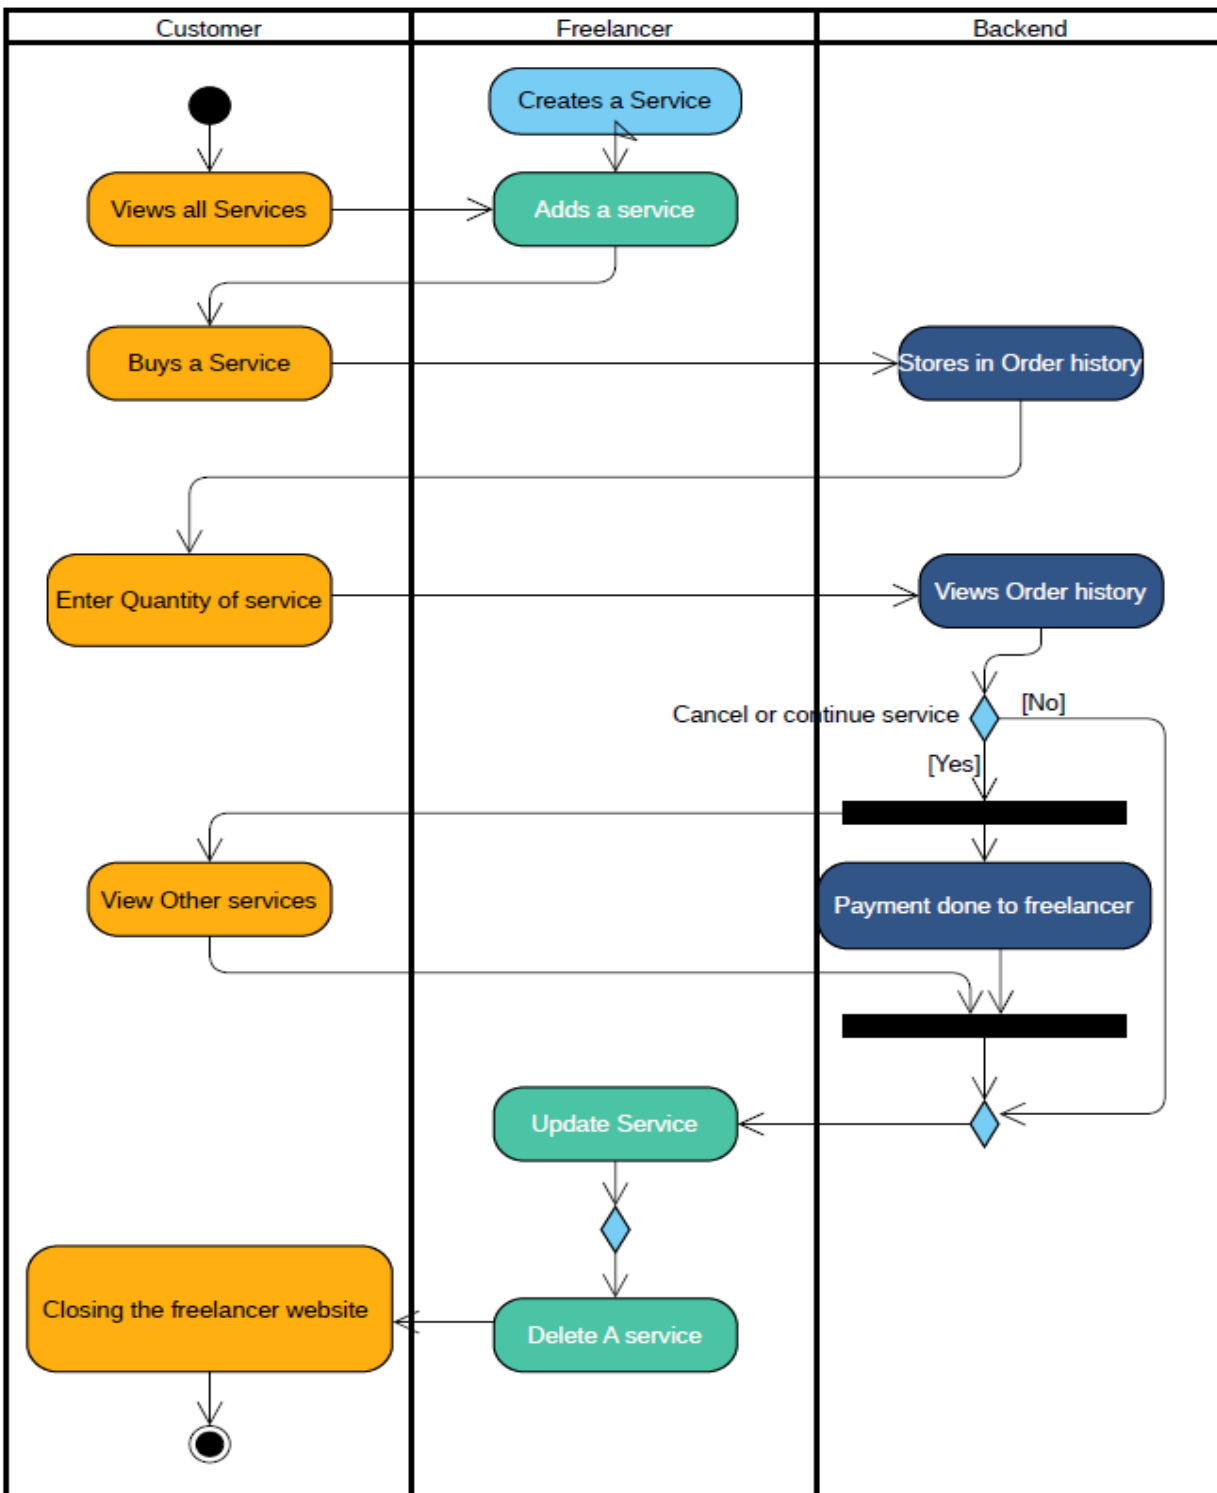 Customer
Freelancer
Backend
Creates a Service
Views all Services
Adds a service
Buys a Service
Stores in Order history
Enter Quantity of service
Views Order history
Cancel or continue service
[No]
[Yes]
View Other services
Payment done to freelancer
Update Service
Closing the freelancer website
Delete A service